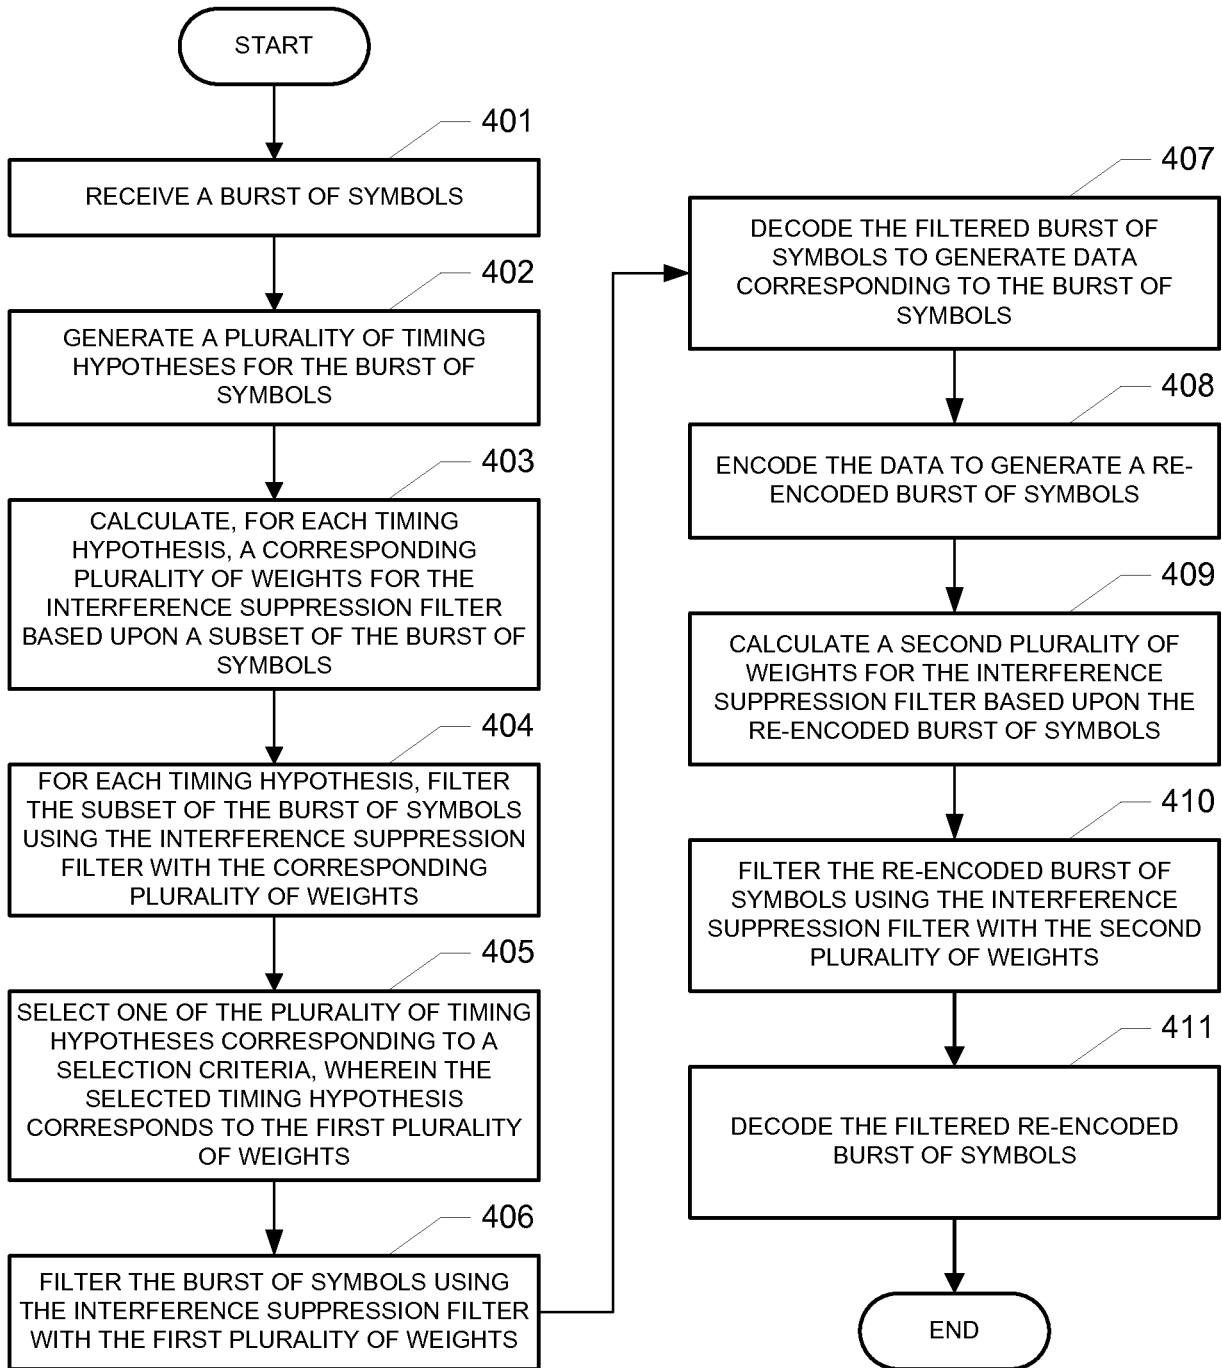 START
401
RECEIVE A BURST OF SYMBOLS
402
GENERATE A PLURALITY OF TIMING
HYPOTHESES FOR THE BURST OF
SYMBOLS
403
CALCULATE, FOR EACH TIMING
HYPOTHESIS, A CORRESPONDING
PLURALITY OF WEIGHTS FOR THE
INTERFERENCE SUPPRESSION FILTER
BASED UPON A SUBSET OF THE BURST OF
SYMBOLS
404
FOR EACH TIMING HYPOTHESIS, FILTER
THE SUBSET OF THE BURST OF SYMBOLS
USING THE INTERFERENCE SUPPRESSION
FILTER WITH THE CORRESPONDING
PLURALITY OF WEIGHTS
405
SELECT ONE OF THE PLURALITY OF TIMING
HYPOTHESES CORRESPONDING TO A
SELECTION CRITERIA, WHEREIN THE
SELECTED TIMING HYPOTHESIS
CORRESPONDS TO THE FIRST PLURALITY
OF WEIGHTS
406
FILTER THE BURST OF SYMBOLS USING
THE INTERFERENCE SUPPRESSION FILTER
WITH THE FIRST PLURALITY OF WEIGHTS
407
DECODE THE FILTERED BURST OF
SYMBOLS TO GENERATE DATA
CORRESPONDING TO THE BURST OF
SYMBOLS
408
ENCODE THE DATA TO GENERATE A RE-
ENCODED BURST OF SYMBOLS
409
CALCULATE A SECOND PLURALITY OF
WEIGHTS FOR THE INTERFERENCE
SUPPRESSION FILTER BASED UPON THE
RE-ENCODED BURST OF SYMBOLS
410
FILTER THE RE-ENCODED BURST OF
SYMBOLS USING THE INTERFERENCE
SUPPRESSION FILTER WITH THE SECOND
PLURALITY OF WEIGHTS
411
DECODE THE FILTERED RE-ENCODED
BURST OF SYMBOLS
END